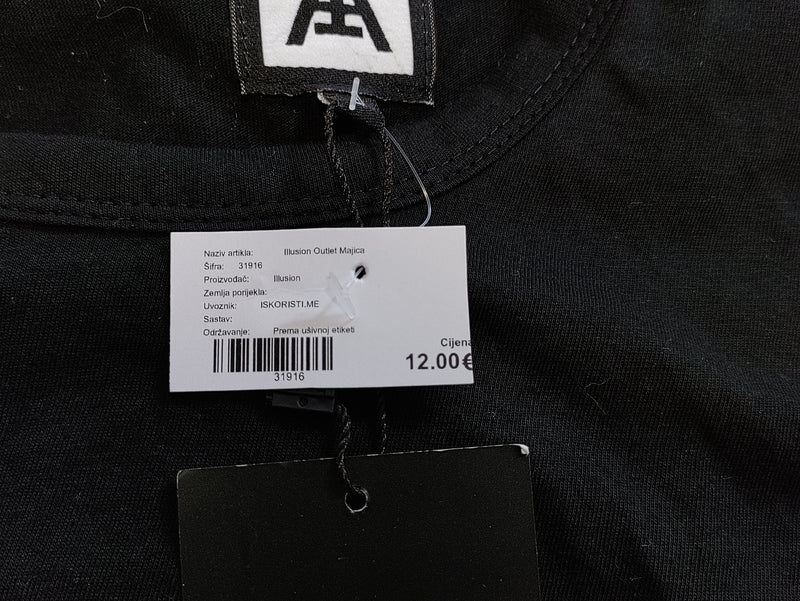 Naziv artikla: Illusion Outlet Majica
Šifra: 31916
Proizvođač: Illusion
Zemlja porijekla:
Uvoznik: ISKORISTI.ME
Sastav:
Održavanje: Prema ušivnoj etiketi
Cijena
12.00€
31916